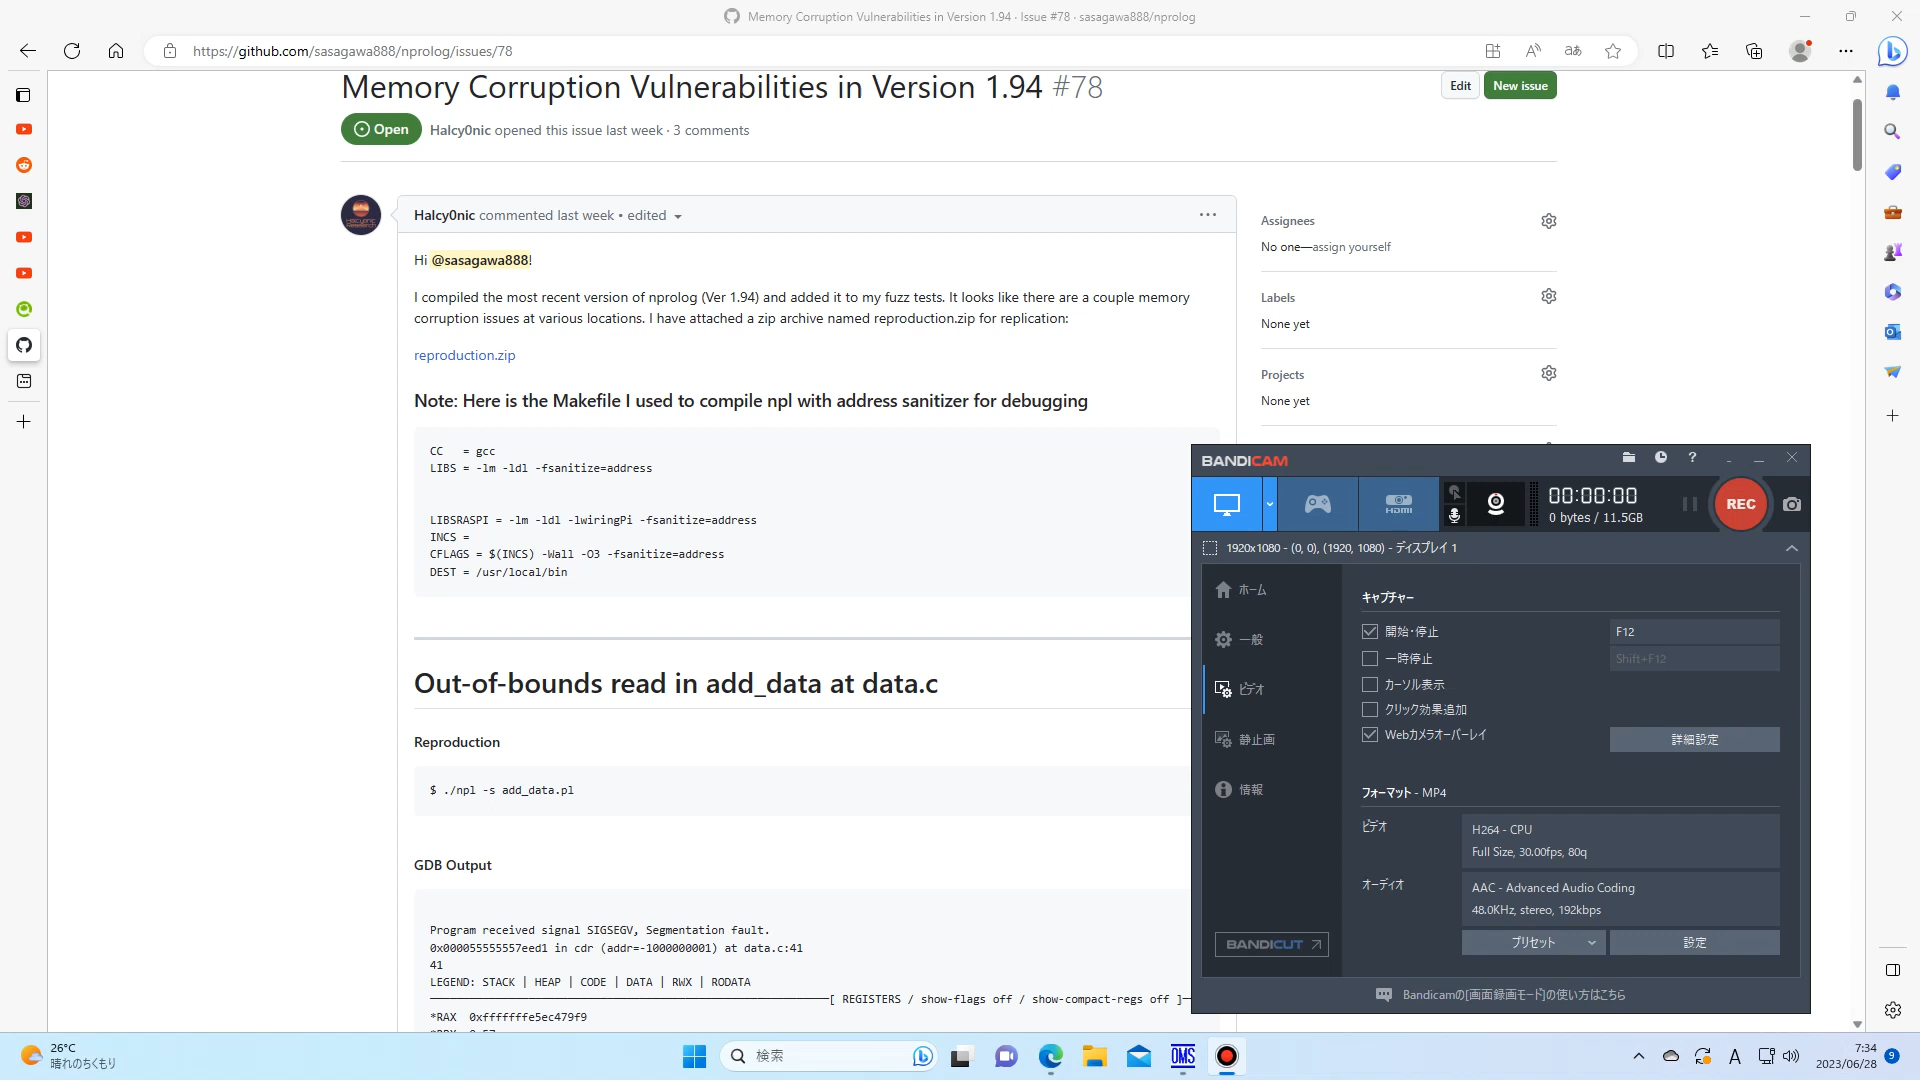 Memory Corruption Vulnerabilities in Version 1.94 · Issue #78 · sasagawa888/nprolog
https://github.com/sasagawa888/nprolog/issues/78
Memory Corruption Vulnerabilities in Version 1.94 #78
Edit
New issue
Open
Halcy0nic opened this issue last week · 3 comments
Halcy0nic commented last week • edited
Hi @sasagawa888!
I compiled the most recent version of nprolog (Ver 1.94) and added it to my fuzz tests. It looks like there are a couple memory
corruption issues at various locations. I have attached a zip archive named reproduction.zip for replication:
reproduction.zip
Note: Here is the Makefile I used to compile npl with address sanitizer for debugging
CC = gcc
LIBS = -lm -ldl -fsanitize=address
LIBSRASPI = -lm -ldl -lwiringPi -fsanitize=address
INCS =
CFLAGS = $(INCS) -Wall -O3 -fsanitize=address
DEST = /usr/local/bin
Out-of-bounds read in add_data at data.c
Reproduction
$ ./npl -s add_data.pl
GDB Output
Program received signal SIGSEGV, Segmentation fault.
0x000055555557eed1 in cdr (addr=-1000000001) at data.c:41
41
LEGEND: STACK | HEAP | CODE | DATA | RWX | RODATA
[ REGISTERS / show-flags off / show-compact-regs off ]
*RAX 0xfffffffe5ec479f9
Assignees
No one—assign yourself
Labels
None yet
Projects
None yet
BANDICAM
HDMI
00:00:00
0 bytes / 11.5GB
REC
1920x1080 - (0, 0), (1920, 1080) - ディスプレイ 1
ホーム
一般
ビデオ
静止画
情報
BANDICUT
キャプチャー
開始・停止
F12
一時停止
Shift+F12
カーソル表示
クリック効果追加
Webカメラオーバーレイ
詳細設定
フォーマット - MP4
ビデオ
H264 - CPU
Full Size, 30.00fps, 80q
オーディオ
AAC - Advanced Audio Coding
48.0KHz, stereo, 192kbps
プリセット
設定
Bandicamの[画面録画モード]の使い方はこちら
26°C
晴れのちくもり
検索
OMS
A
7:34
2023/06/28
9